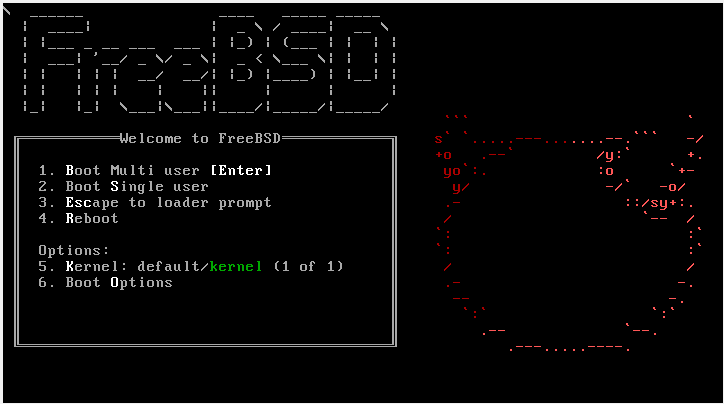 FreeBSD
Welcome to FreeBSD
1. Boot Multi user [Enter]
2. Boot Single user
3. Escape to loader prompt
4. Reboot
Options:
5. Kernel: default/kernel (1 of 1)
6. Boot Options